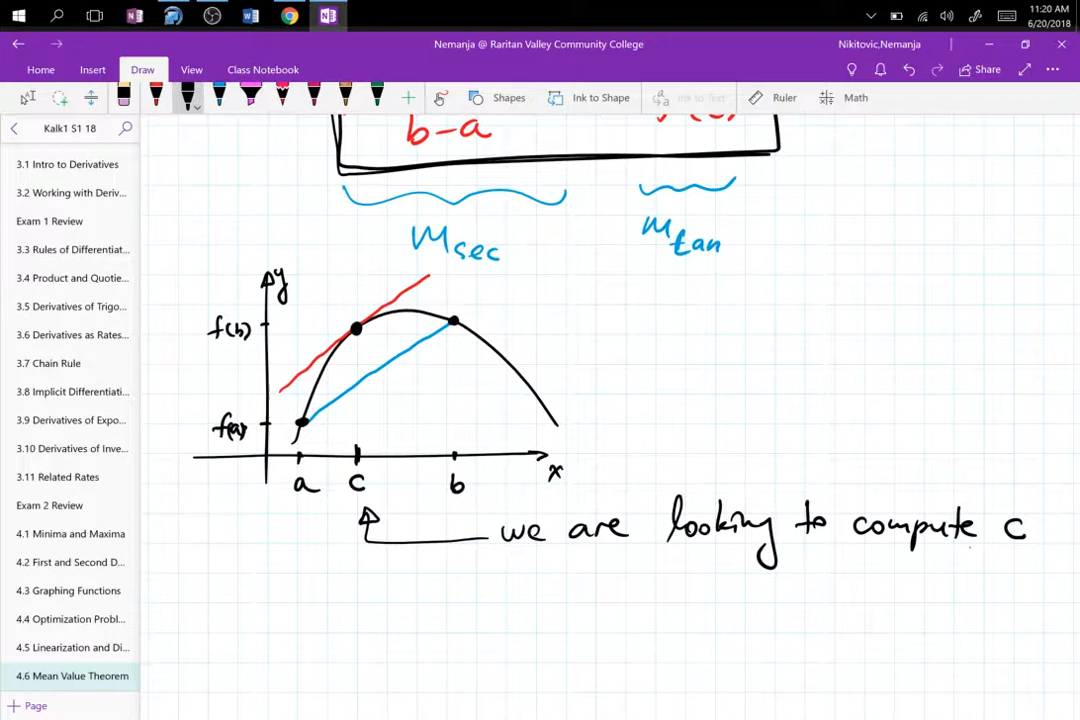 11:20 AM
6/20/2018
Nemanja @ Raritan Valley Community College
Nikitovic,Nemanja
Home Insert Draw View Class Notebook
Share
Shapes Ink to Shape Ink to Text Ruler Math
Kalk1 S1 18
3.1 Intro to Derivatives
3.2 Working with Deriv...
Exam 1 Review
3.3 Rules of Differentiat...
3.4 Product and Quotie...
3.5 Derivatives of Trigo...
3.6 Derivatives as Rates...
3.7 Chain Rule
3.8 Implicit Differentiati...
3.9 Derivatives of Expo...
3.10 Derivatives of Inve...
3.11 Related Rates
Exam 2 Review
4.1 Minima and Maxima
4.2 First and Second D...
4.3 Graphing Functions
4.4 Optimization Probl...
4.5 Linearization and Di...
4.6 Mean Value Theorem
Page
b-a
Msec
mtan
y
f(b)
f(a)
a c b
x
we are looking to compute c